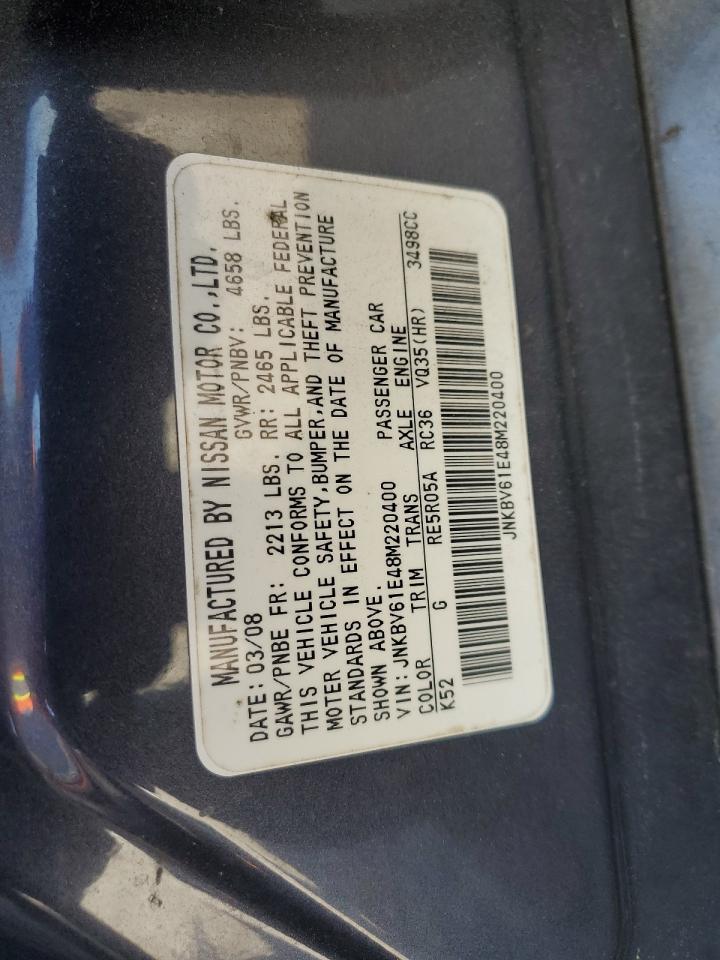 MANUFACTURED BY NISSAN MOTOR CO.,LTD.
DATE: 03/08 GVWR/PNBV: 4658 LBS.
GAWR/PNBE FR: 2213 LBS. RR: 2465 LBS.
THIS VEHICLE CONFORMS TO ALL APPLICABLE FEDERAL
MOTER VEHICLE SAFETY,BUMPER,AND THEFT PREVENTION
STANDARDS IN EFFECT ON THE DATE OF MANUFACTURE
SHOWN ABOVE.
VIN: JNKBV61E48M220400 PASSENGER CAR
COLOR TRIM TRANS AXLE ENGINE
K52 G RE5R05A RC36 VQ35(HR) 3498CC
JNKBV61E48M220400